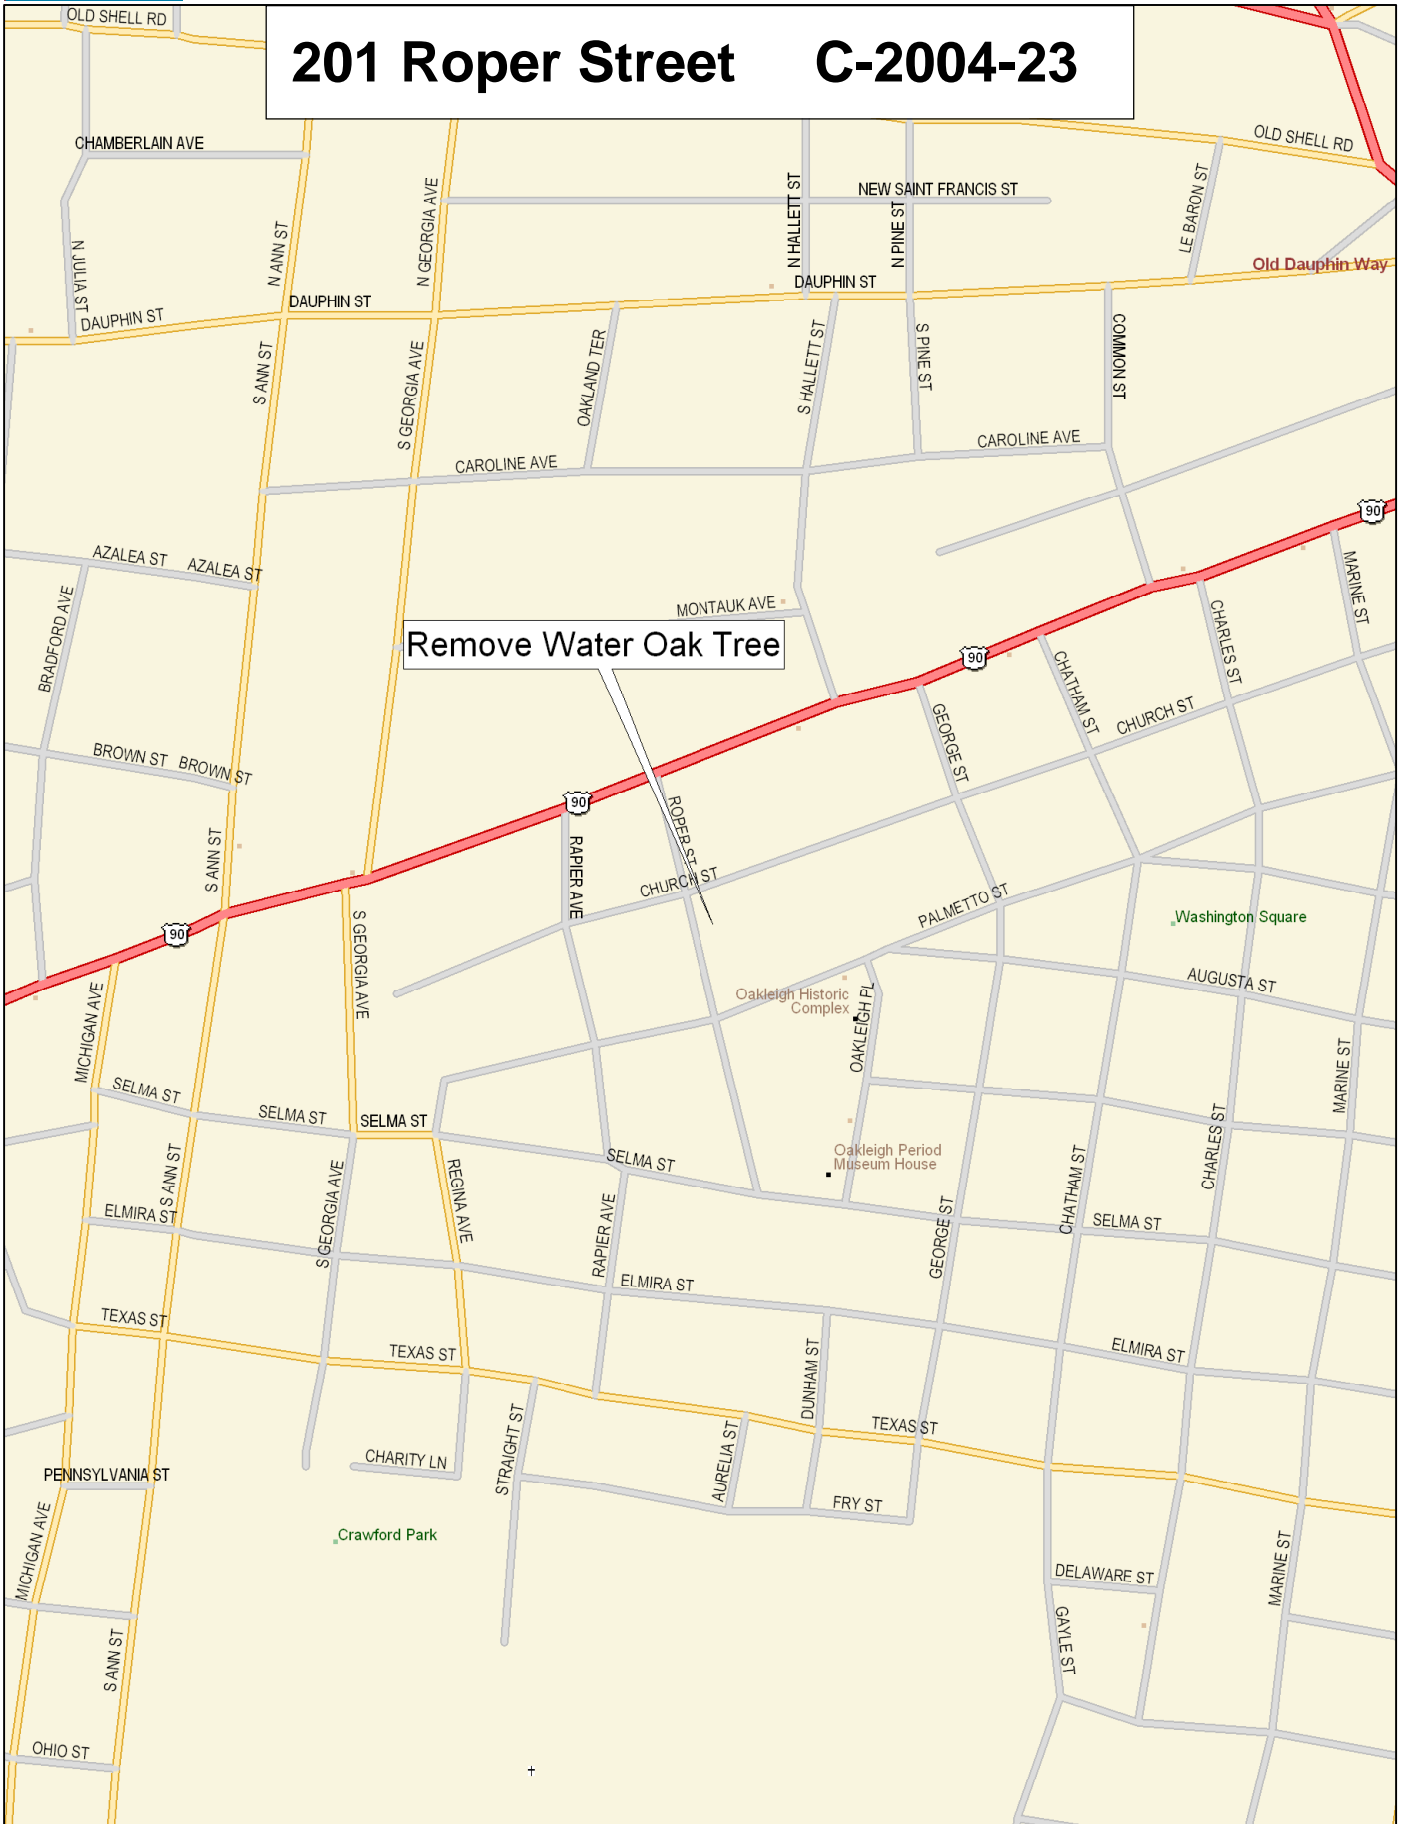 OLD SHELL RD
201 Roper Street C-2004-23
OLD SHELL RD
CHAMBERLAIN AVE
NEW SAINT FRANCIS ST
N HALLETT ST
N PINE ST
LE BARON ST
N GEORGIA AVE
N ANN ST
N JULIA ST
Old Dauphin Way
DAUPHIN ST
DAUPHIN ST
DAUPHIN ST
S ANN ST
S GEORGIA AVE
OAKLAND TER
S HALLETT ST
S PINE ST
COMMON ST
CAROLINE AVE
CAROLINE AVE
90
AZALEA ST
AZALEA ST
BRADFORD AVE
MONTAUK AVE
MARINE ST
CHARLES ST
Remove Water Oak Tree
90
CHATHAM ST
CHURCH ST
GEORGE ST
BROWN ST
BROWN ST
90
ROPER ST
RAPIER AVE
S ANN ST
CHURCH ST
PALMETTO ST
Washington Square
90
S GEORGIA AVE
AUGUSTA ST
Oakleigh Historic
Complex
OAKLEIGH PL
MICHIGAN AVE
MARINE ST
SELMA ST
SELMA ST
SELMA ST
SELMA ST
Oakleigh Period
Museum House
CHARLES ST
CHATHAM ST
S ANN ST
S GEORGIA AVE
REGINA AVE
RAPIER AVE
GEORGE ST
ELMIRA ST
SELMA ST
ELMIRA ST
TEXAS ST
TEXAS ST
DUNHAM ST
ELMIRA ST
TEXAS ST
STRAIGHT ST
AURELIA ST
CHARITY LN
PENNSYLVANIA ST
FRY ST
MICHIGAN AVE
Crawford Park
DELAWARE ST
MARINE ST
GAYLE ST
S ANN ST
OHIO ST